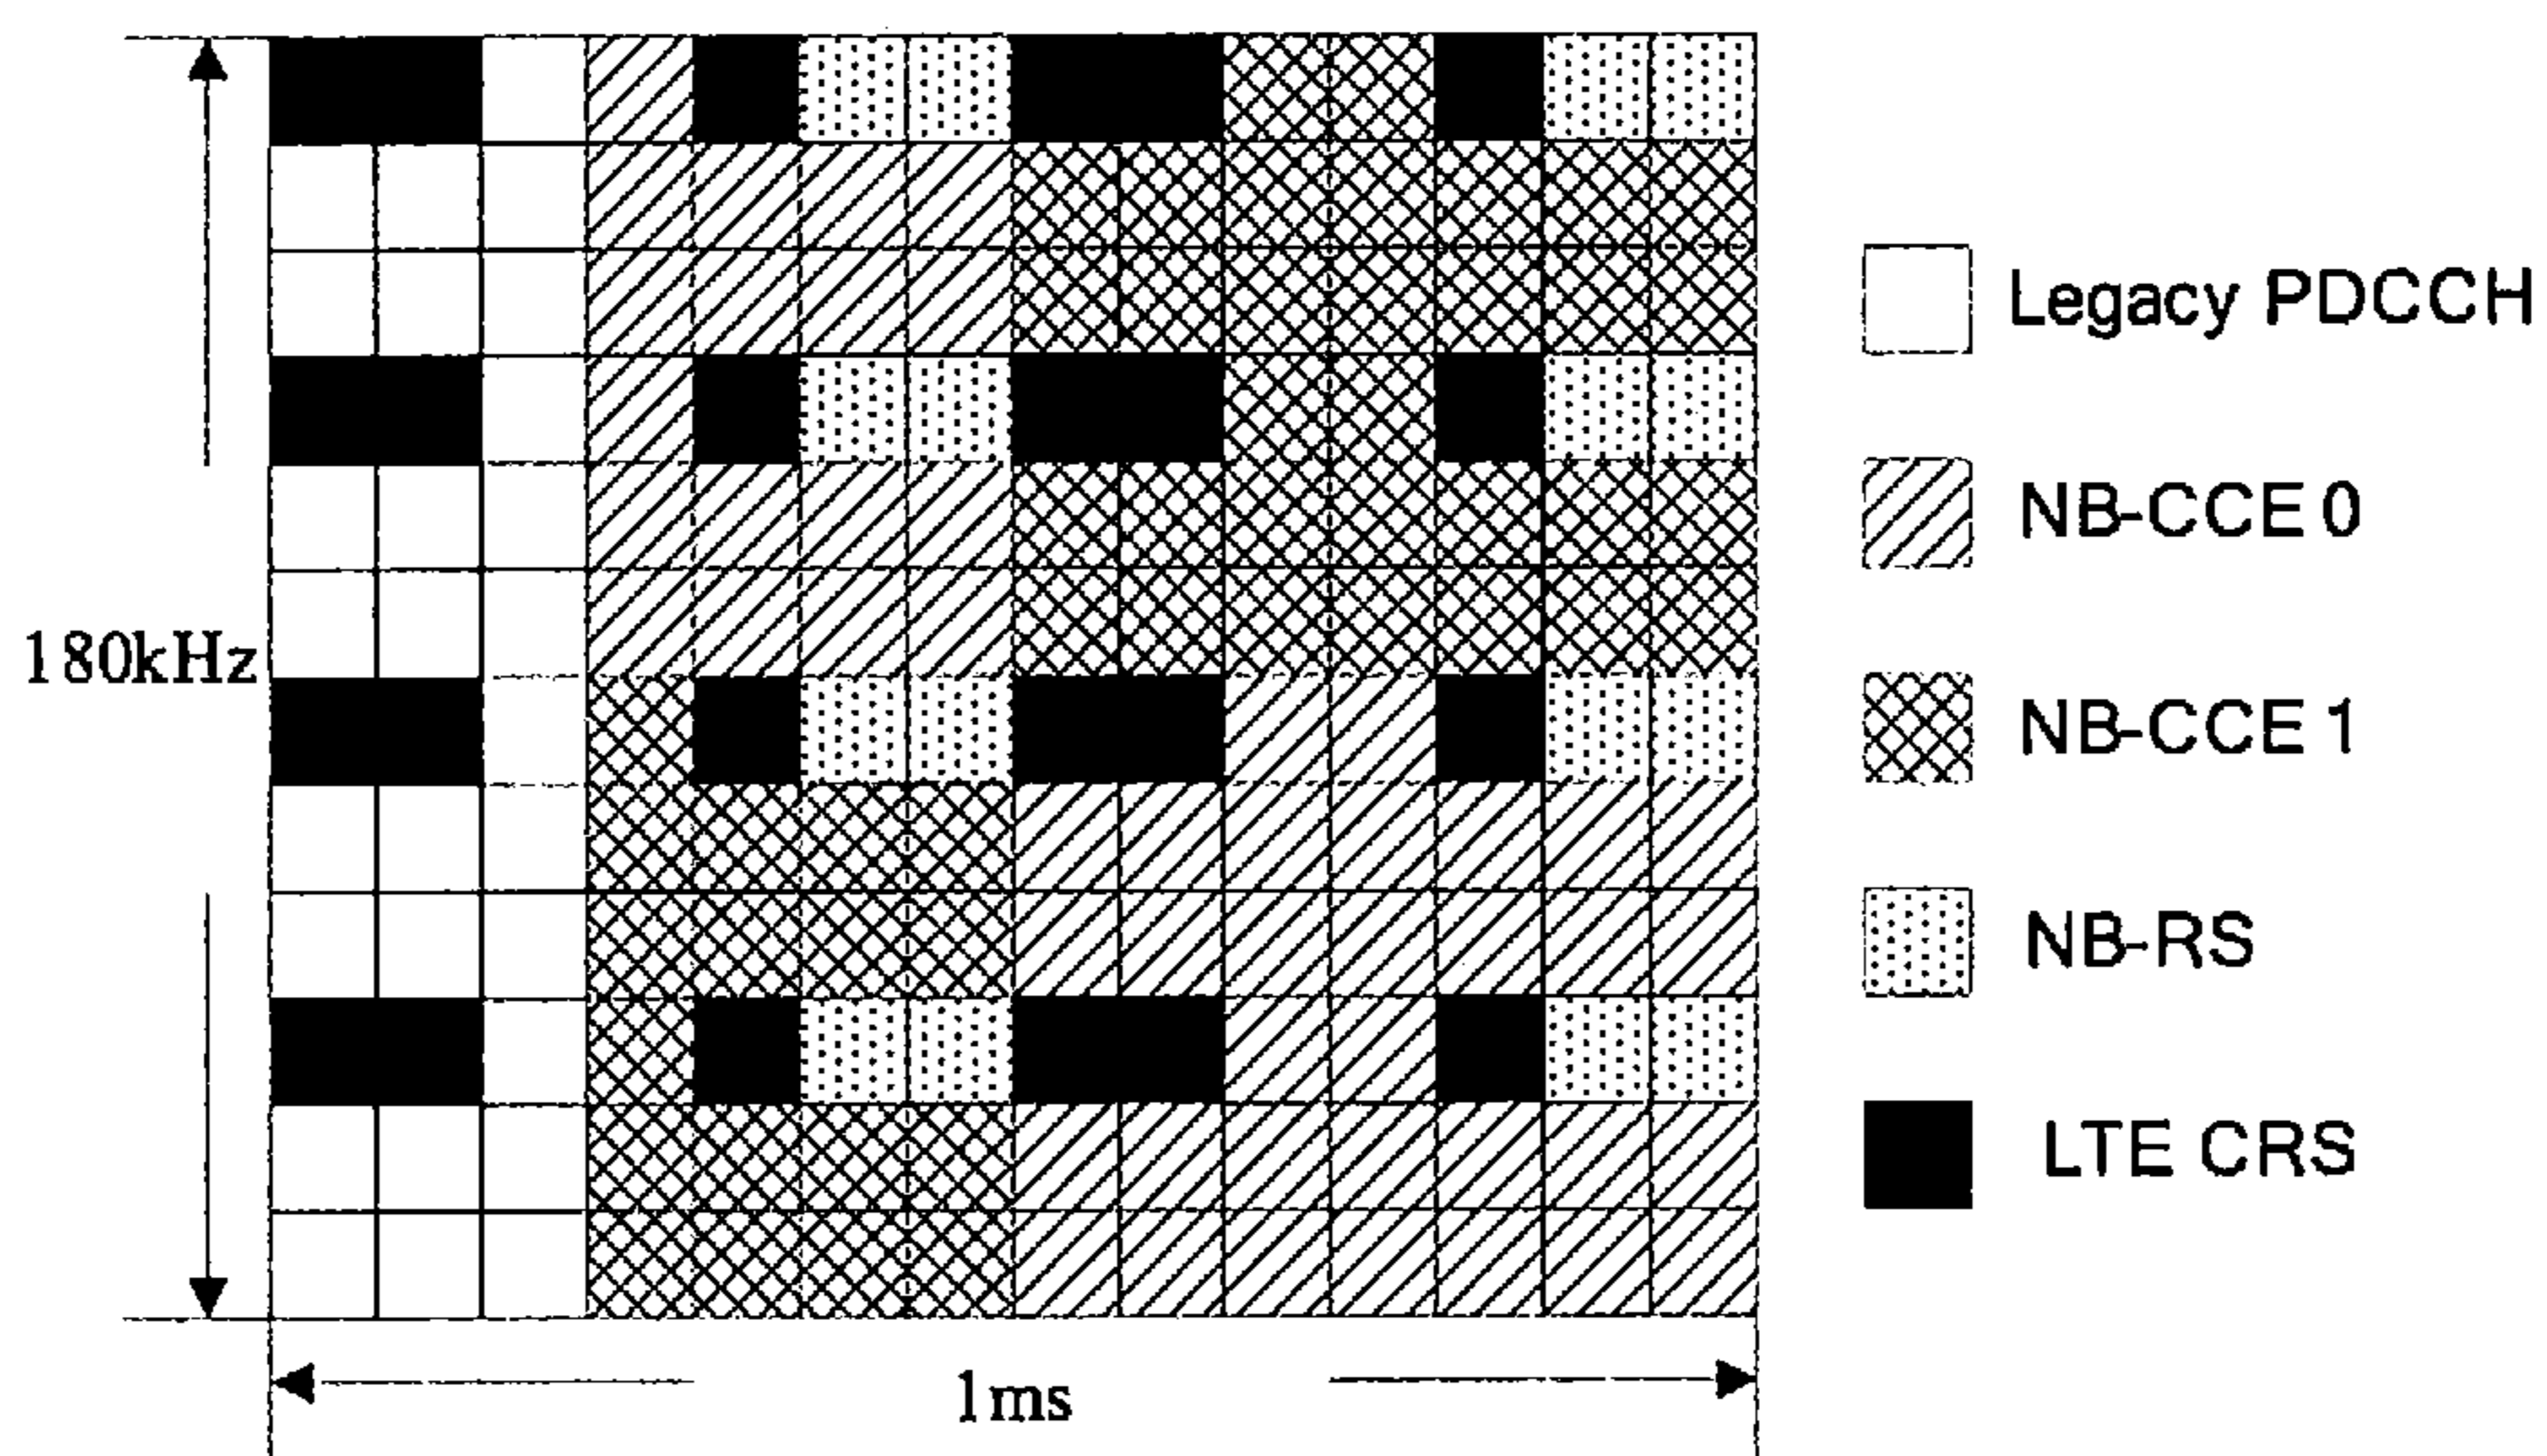 Legacy PDCCH
NB-CCE 0
NB-CCE 1
180kHz
NB-RS
LTE CRS
1ms